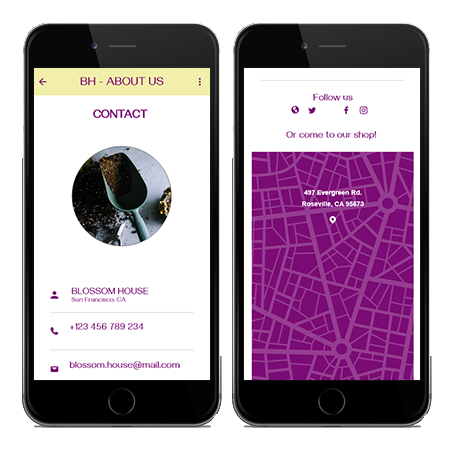 BH - ABOUT US
CONTACT
BLOSSOM HOUSE
San Francisco, CA
+123 456 789 234
blossom.house@mail.com
Follow us
Or come to our shop!
497 Evergreen Rd.
Roseville, CA 95673